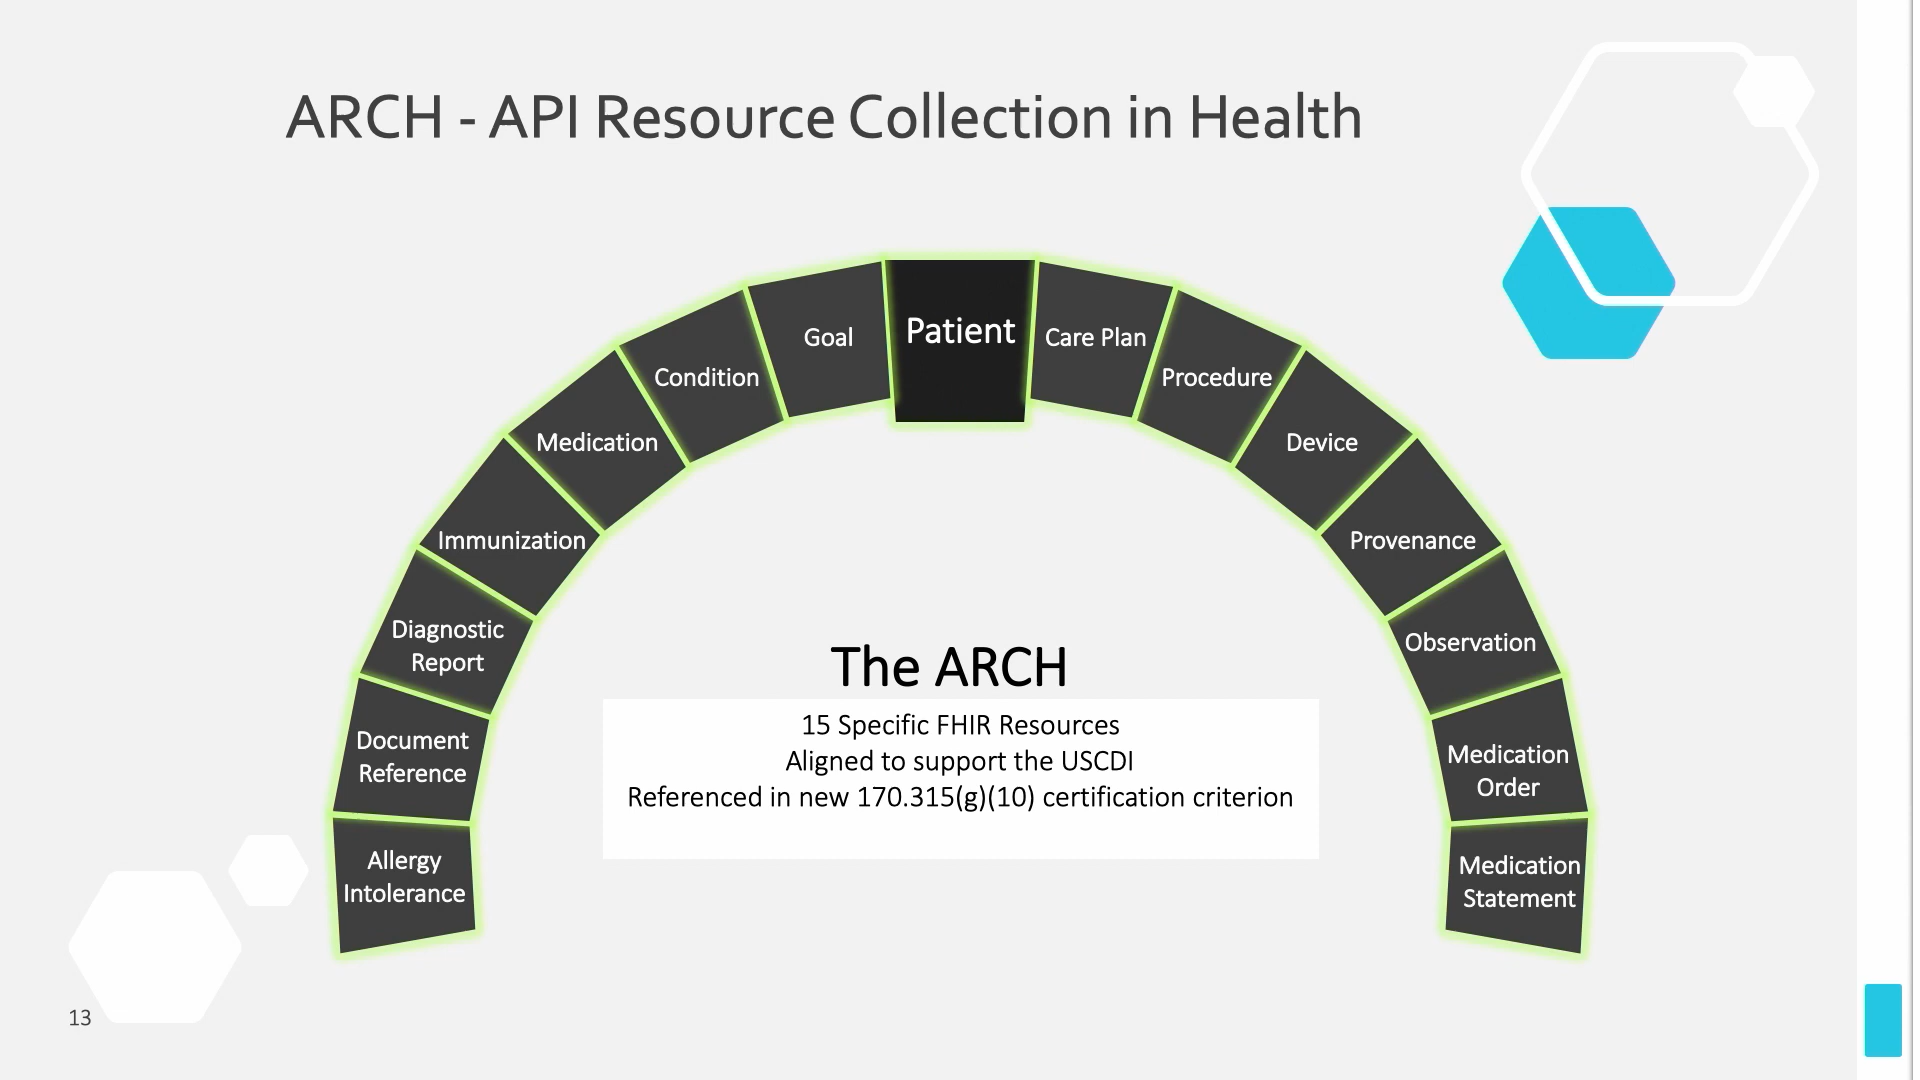 ARCH - API Resource Collection in Health
Patient
Goal
Care Plan
Condition
Procedure
Medication
Device
Immunization
Provenance
Diagnostic
Report
Observation
Document
Reference
Medication
Order
Allergy
Intolerance
Medication
Statement
The ARCH
15 Specific FHIR Resources
Aligned to support the USCDI
Referenced in new 170.315(g)(10) certification criterion
13